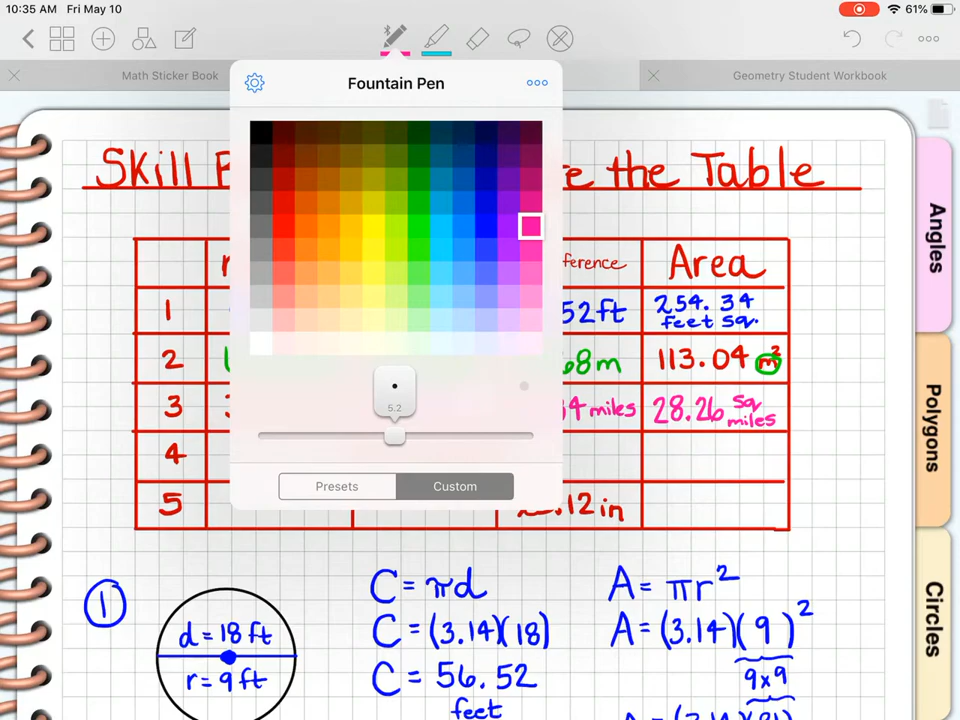 10:35 AM Fri May 10
61%
Math Sticker Book
Geometry Student Workbook
Fountain Pen
Skill
the Table
Area
1
52ft
254.34
feet sq.
2
68m
113.04 m²
3
34 miles
28.26 sq
miles
4
5
.12 in
5.2
Presets
Custom
Angles
Polygons
Circles
1
d = 18 ft
r = 9 ft
C = πd
C = (3.14)(18)
C = 56.52
feet
A = πr²
A = (3.14)(9)²
9x9